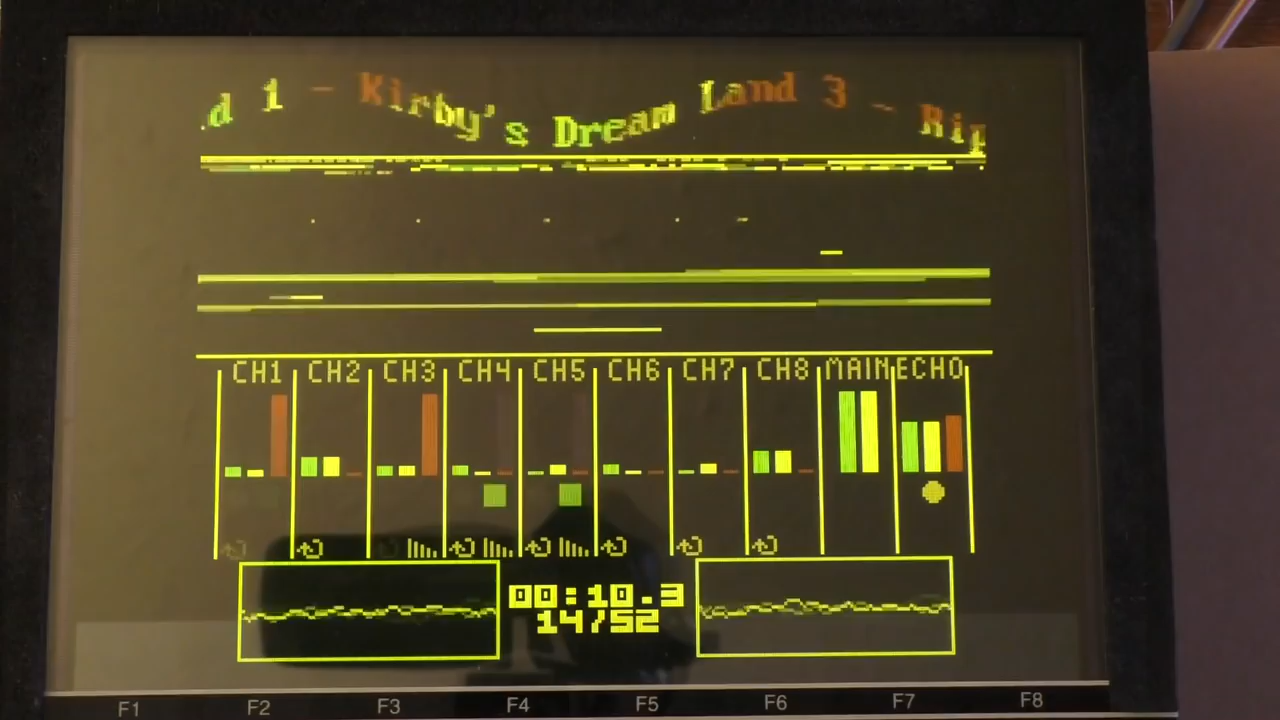 d 1 - Kirby's Dream Land 3 - Rip
CH1 CH2 CH3 CH4 CH5 CH6 CH7 CH8 MAIN ECHO
00:10.3
14/52
F1 F2 F3 F4 F5 F6 F7 F8